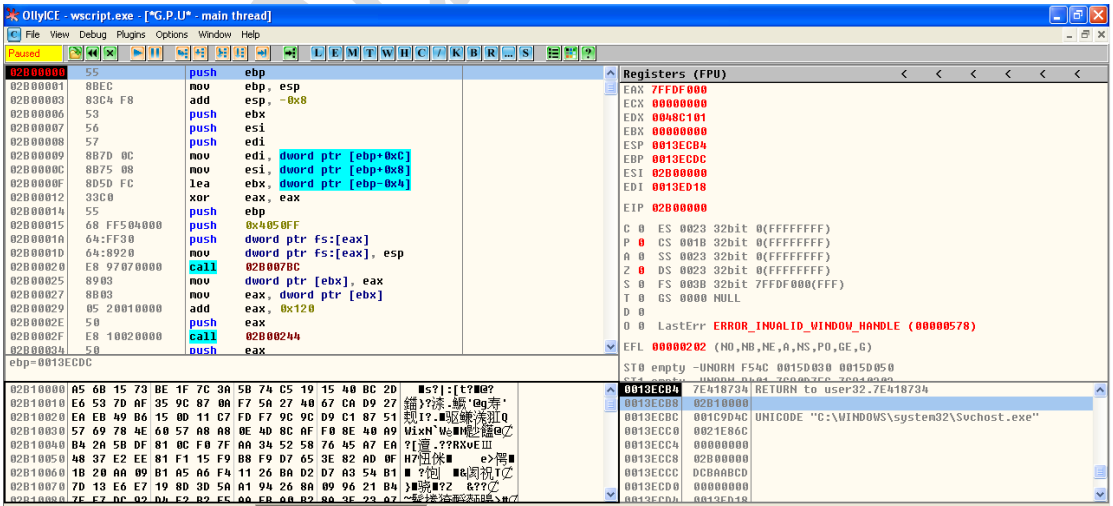 OllyICE - wscript.exe - [*G.P.U* - main thread]
File View Debug Plugins Options Window Help
Paused L E M T W H C / K B R ... S
02B00000 55 push ebp
02B00001 8BEC mov ebp, esp
02B00003 83C4 F8 add esp, -0x8
02B00006 53 push ebx
02B00007 56 push esi
02B00008 57 push edi
02B00009 8B7D 0C mov edi, dword ptr [ebp+0xC]
02B0000C 8B75 08 mov esi, dword ptr [ebp+0x8]
02B0000F 8D5D FC lea ebx, dword ptr [ebp-0x4]
02B00012 33C0 xor eax, eax
02B00014 55 push ebp
02B00015 68 FF504000 push 0x4050FF
02B0001A 64:FF30 push dword ptr fs:[eax]
02B0001D 64:8920 mov dword ptr fs:[eax], esp
02B00020 E8 97070000 call 02B007BC
02B00025 8903 mov dword ptr [ebx], eax
02B00027 8B03 mov eax, dword ptr [ebx]
02B00029 05 20010000 add eax, 0x120
02B0002E 50 push eax
02B0002F E8 10020000 call 02B00244
02B00034 50 push eax
ebp=0013ECDC
Registers (FPU) < < < < < <
EAX 7FFDF000
ECX 00000000
EDX 0048C101
EBX 00000000
ESP 0013ECB4
EBP 0013ECDC
ESI 02B00000
EDI 0013ED18
EIP 02B00000
C 0 ES 0023 32bit 0(FFFFFFFF)
P 0 CS 001B 32bit 0(FFFFFFFF)
A 0 SS 0023 32bit 0(FFFFFFFF)
Z 0 DS 0023 32bit 0(FFFFFFFF)
S 0 FS 003B 32bit 7FFDF000(FFF)
T 0 GS 0000 NULL
D 0
O 0 LastErr ERROR_INVALID_WINDOW_HANDLE (00000578)
EFL 00000202 (NO,NB,NE,A,NS,PO,GE,G)
ST0 empty -UNORM F54C 0015D030 0015D000
02B10000 A5 6B 15 73 BE 1F 7C 3A 5B 74 C5 19 15 40 BC 2D
02B10010 E6 53 7D AF 35 9C 87 0A F7 5A 27 40 67 CA D9 27
02B10020 EA EB 49 B6 15 0D 11 C7 FD F7 9C 9C D9 C1 87 51
02B10030 57 69 78 4E 60 57 A8 A8 0E 4D 8C AF F0 8E 40 A9
02B10040 B4 2A 5B DF 81 0C F0 7F AA 34 52 58 76 45 A7 EA
02B10050 48 37 E2 EE 81 F1 15 F9 B8 F9 D7 65 3E 82 AD 0F
02B10060 1B 20 AA 09 B1 A5 A6 F4 11 26 BA D2 D7 A3 54 B1
02B10070 7D 13 E6 E7 19 8D 3D 5A A1 94 26 8A 09 96 21 B4
0013ECB4 7E418734 RETURN to user32.7E418734
0013ECB8 02B10000
0013ECBC 001C9D4C UNICODE "C:\WINDOWS\system32\Svchost.exe"
0013ECC0 0021E86C
0013ECC4 00000000
0013ECC8 02B00000
0013ECCC DCBAABCD
0013ECD0 00000000
0013ECD4 0013ED18